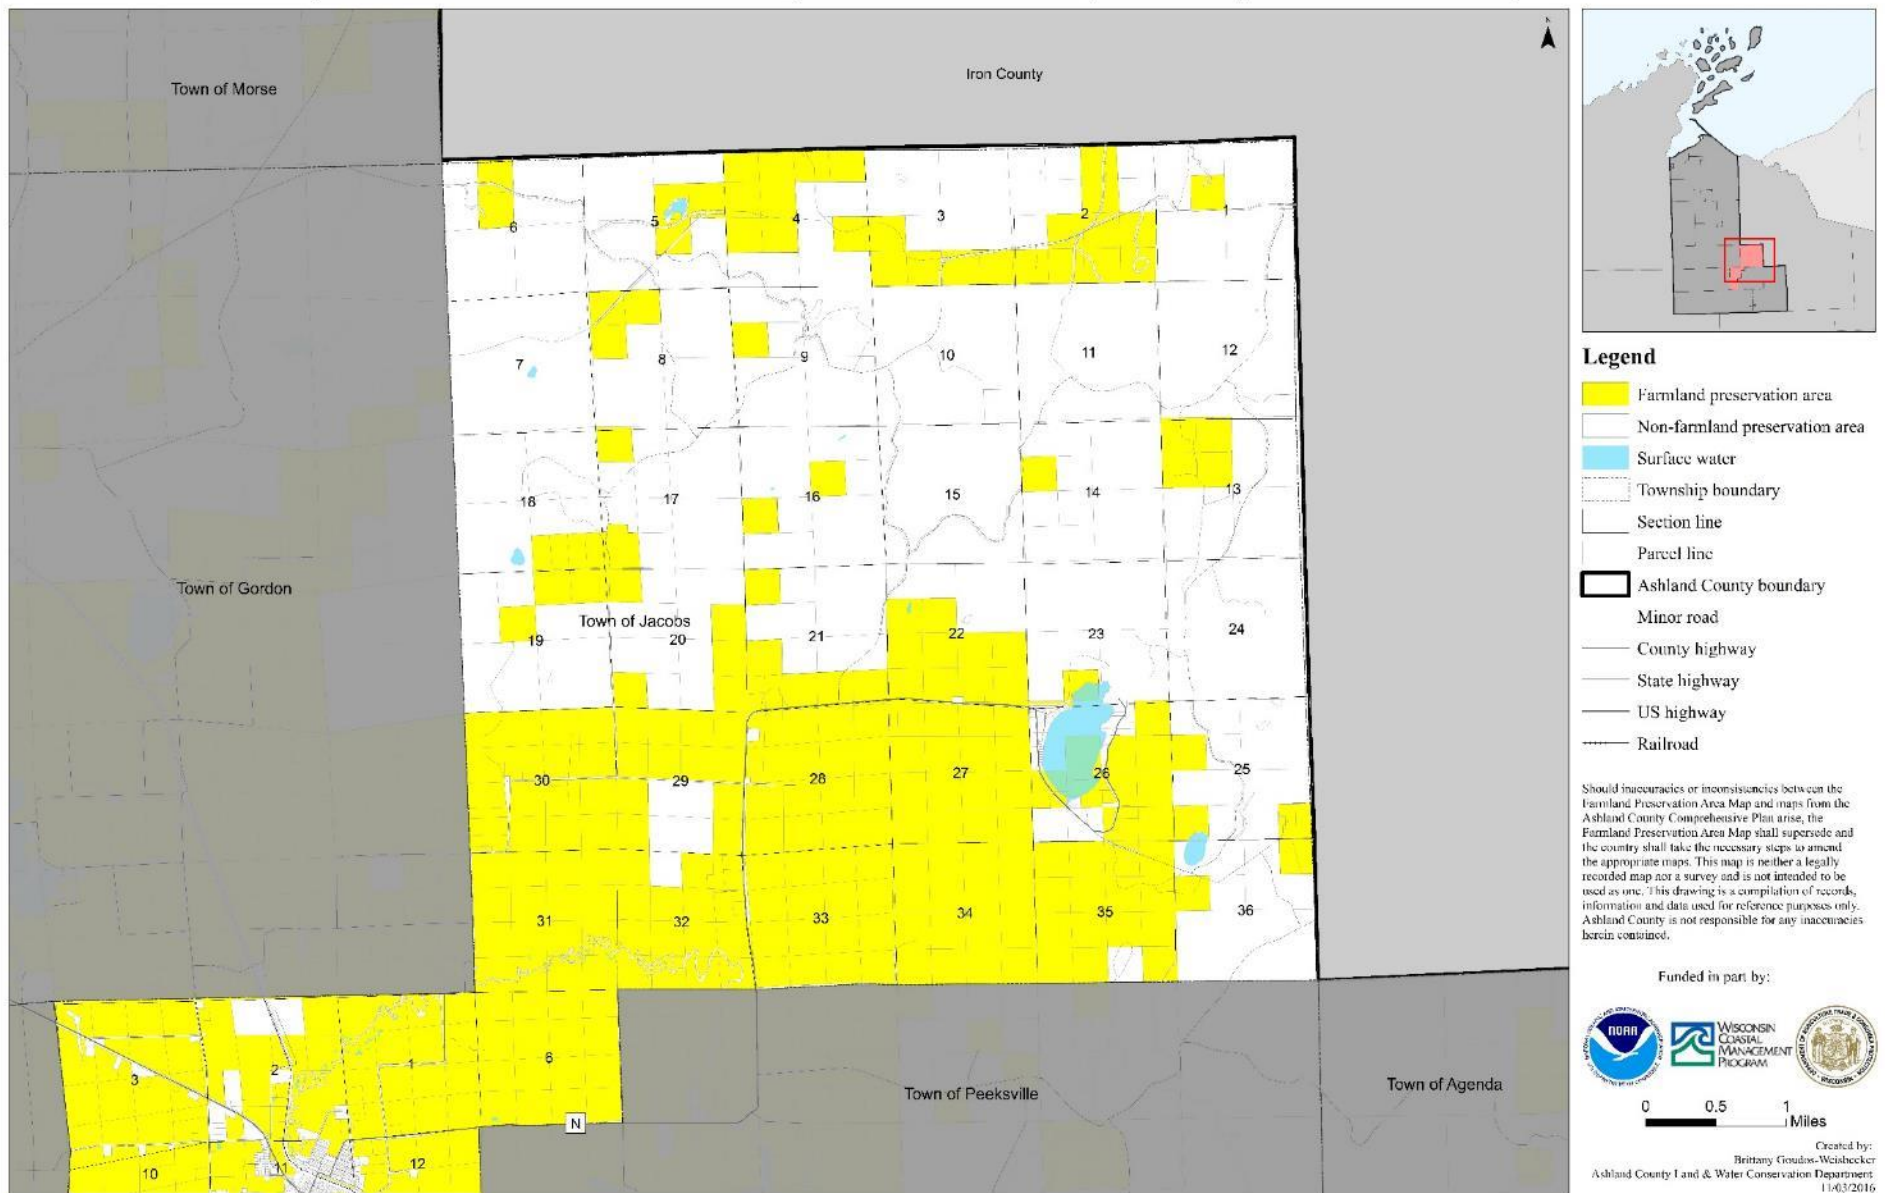 Town of Morse
Iron County
6
5
4
3
2
1
7
8
9
10
11
12
18
17
16
15
14
13
Town of Gordon
Town of Jacobs
19
20
21
22
23
24
30
29
28
27
26
25
31
32
33
34
35
36
3
2
1
6
10
11
12
N
Town of Peeksville
Town of Agenda
Legend
Farmland preservation area
Non-farmland preservation area
Surface water
Township boundary
Section line
Parcel line
Ashland County boundary
Minor road
County highway
State highway
US highway
Railroad
Should inaccuracies or inconsistencies between the
Farmland Preservation Area Map and maps from the
Ashland County Comprehensive Plan arise, the
Farmland Preservation Area Map shall supersede and
the country shall take the necessary steps to amend
the appropriate maps. This map is neither a legally
recorded map nor a survey and is not intended to be
used as one. This drawing is a compilation of records,
information and data used for reference purposes only.
Ashland County is not responsible for any inaccuracies
herein contained.
Funded in part by:
NOAA
WISCONSIN
COASTAL
MANAGEMENT
PROGRAM
0 0.5 1
Miles
Created by:
Brittany Goudos-Weisbecker
Ashland County Land & Water Conservation Department
11/03/2016